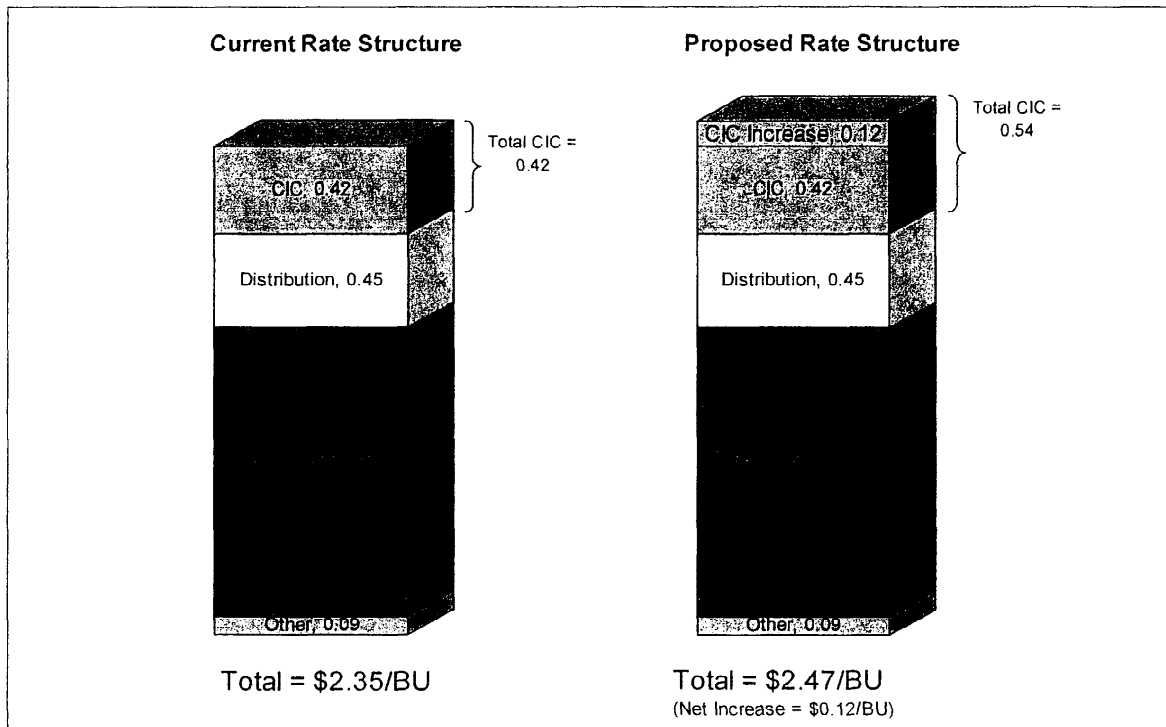 Current Rate Structure
Total CIC =
0.42
CIC, 0.42
Distribution, 0.45
Other, 0.09
Total = $2.35/BU
Proposed Rate Structure
Total CIC =
0.54
CIC Increase, 0.12
CIC, 0.42
Distribution, 0.45
Other, 0.09
Total = $2.47/BU
(Net Increase = $0.12/BU)